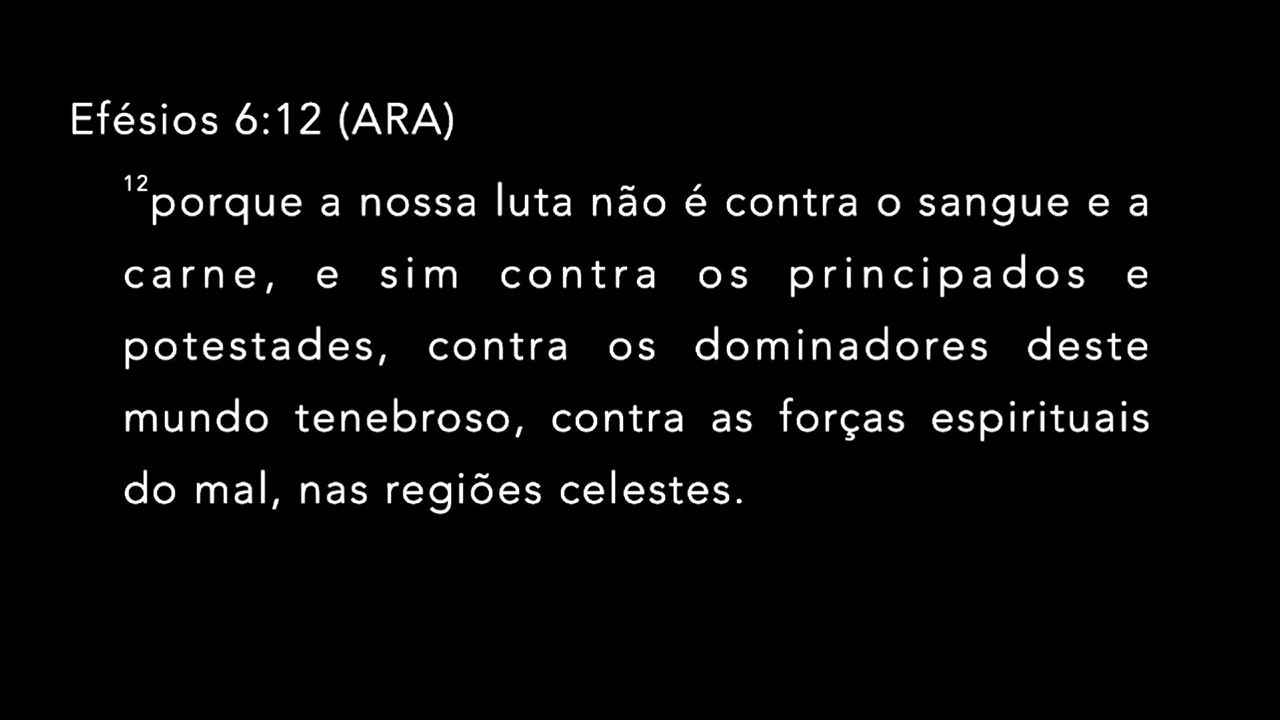 Efésios 6:12 (ARA)
¹²porque a nossa luta não é contra o sangue e a
carne, e sim contra os principados e
potestades, contra os dominadores deste
mundo tenebroso, contra as forças espirituais
do mal, nas regiões celestes.